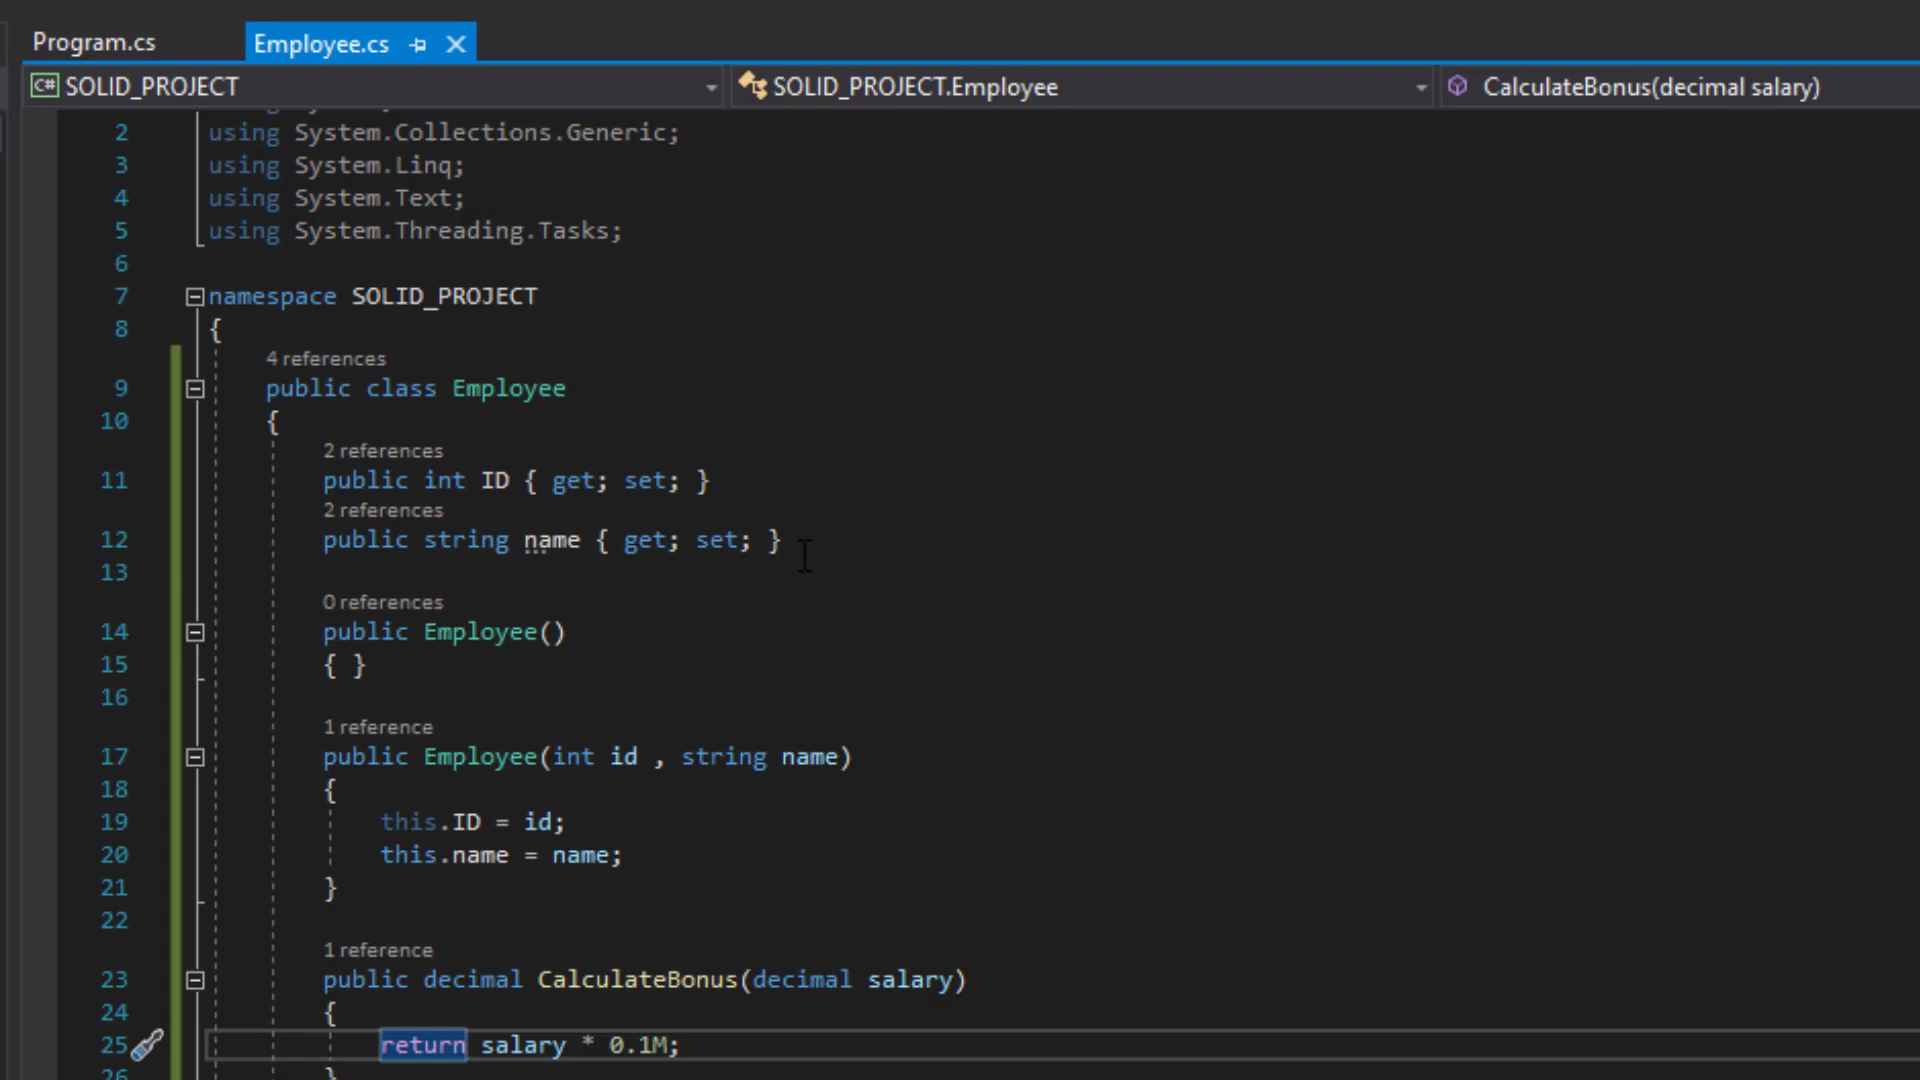 Program.cs
Employee.cs
C# SOLID_PROJECT
SOLID_PROJECT.Employee
CalculateBonus(decimal salary)
2 using System.Collections.Generic;
3 using System.Linq;
4 using System.Text;
5 using System.Threading.Tasks;
6
7 namespace SOLID_PROJECT
8 {
4 references
9 public class Employee
10 {
2 references
11 public int ID { get; set; }
2 references
12 public string name { get; set; }
13
0 references
14 public Employee()
15 { }
16
1 reference
17 public Employee(int id , string name)
18 {
19 this.ID = id;
20 this.name = name;
21 }
22
1 reference
23 public decimal CalculateBonus(decimal salary)
24 {
25 return salary * 0.1M;
26 }